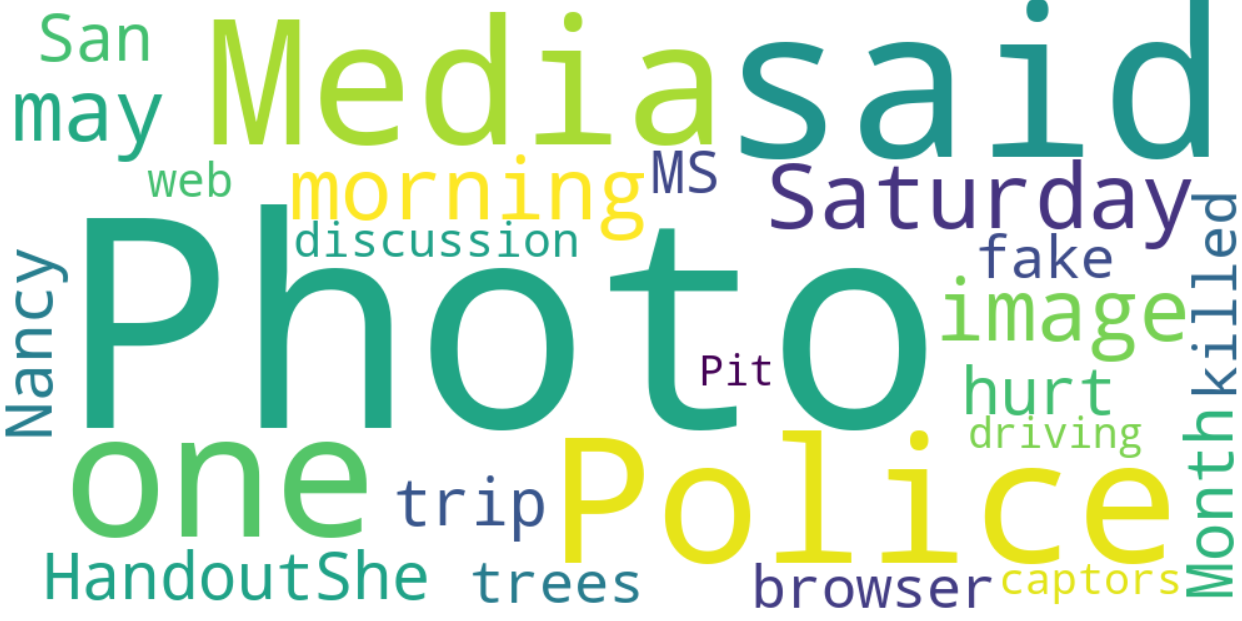 San
Media
said
may
web
morning
MS
Saturday
discussion
fake
killed
Nancy
Photo
image
Pit
hurt
driving
Month
one
trip
Police
HandoutShe
trees
browser
captors